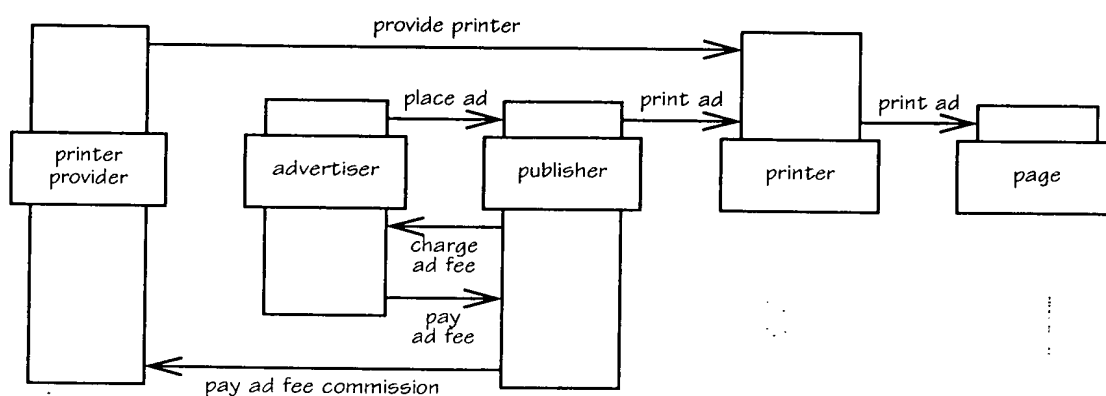 provide printer
place ad
print ad
print ad
printer
provider
advertiser
publisher
printer
page
charge
ad fee
pay
ad fee
pay ad fee commission